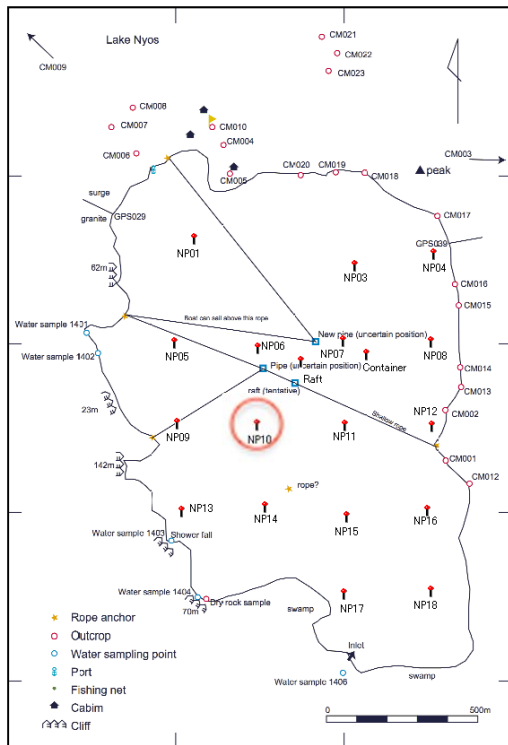 Lake Nyos
CM021
CM022
CM009
CM023
CM008
CM007
CM010
CM004
CM006
CM005
CM020
CM019
CM018
CM003
peak
surge
granite
GPS029
CM017
GPS039
NP01
NP03
NP04
62m
CM016
CM015
float can sail above this rope
Water sample 1401
New pipe (uncertain position)
NP05
NP06
NP07
NP08
Water sample 1402
Container
Pipe (uncertain position)
CM014
Raft
raft (tentative)
CM013
23m
Shallow rope
CM002
NP09
NP10
NP11
NP12
142m
CM001
CM012
rope?
NP13
NP14
NP15
NP16
Water sample 1403
Shower fall
Water sample 1404
Dry rock sample
70m
NP17
NP18
swamp
Inlet
swamp
Water sample 1406
Rope anchor
Outcrop
Water sampling point
Port
Fishing net
Cabim
Cliff
0
500m